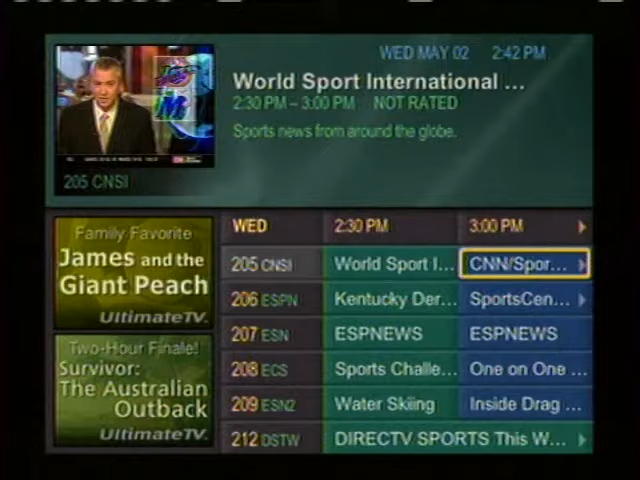 WED MAY 02 2:42 PM
World Sport International ...
2:30 PM – 3:00 PM NOT RATED
Sports news from around the globe.
205 CNSI
Family Favorite
James and the
Giant Peach
UltimateTV.
Two-Hour Finale!
Survivor:
The Australian
Outback
UltimateTV.
WED 2:30 PM 3:00 PM
205 CNSI World Sport I... CNN/Spor...
206 ESPN Kentucky Der... SportsCen...
207 ESN ESPNEWS ESPNEWS
208 ECS Sports Challe... One on One ...
209 ESN2 Water Skiing Inside Drag ...
212 DSTW DIRECTV SPORTS This W...